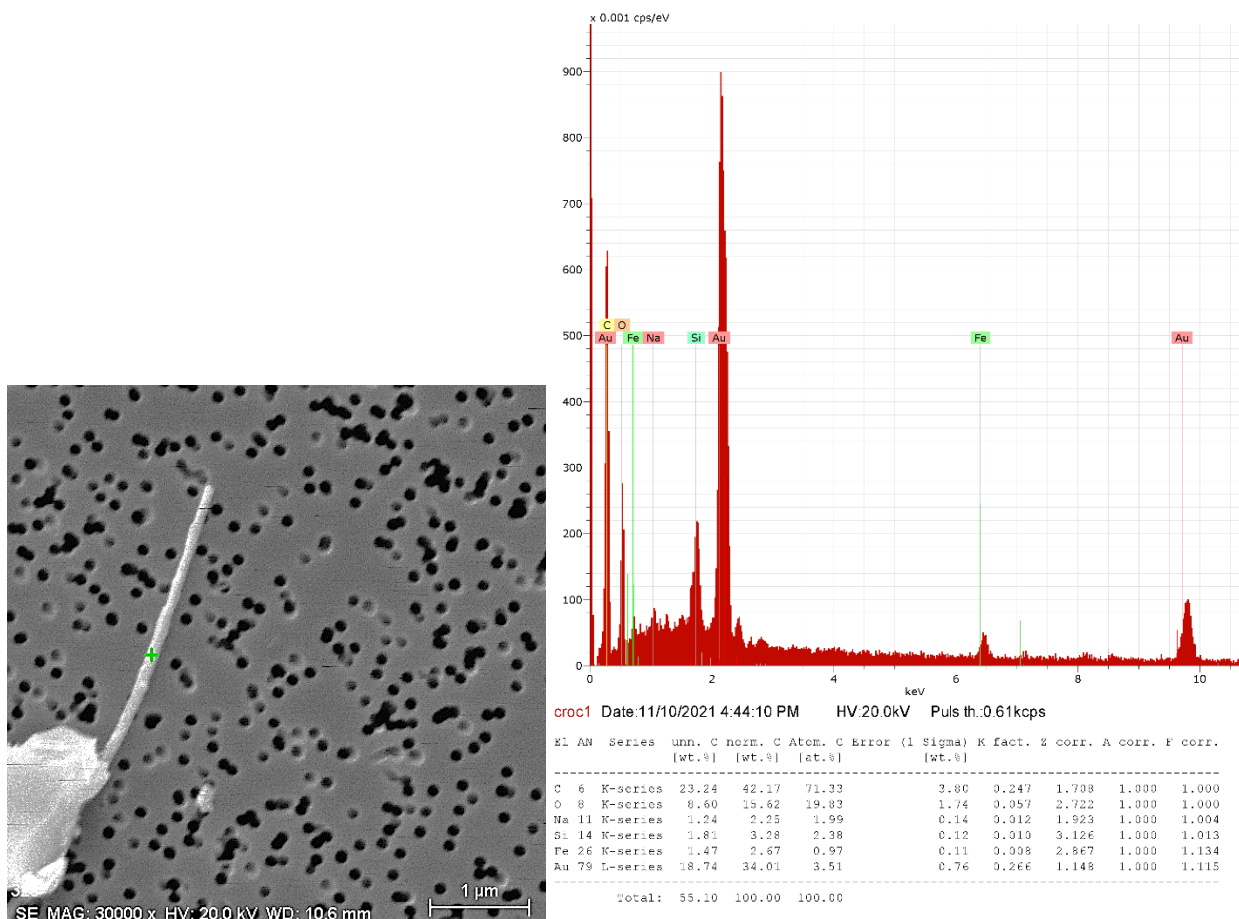 x 0.001 cps/eV
900
800
700
600
500
400
300
200
100
0
C O
Au Fe Na Si Au Fe Au
0 2 4 6 8 10
keV
croc1 Date:11/10/2021 4:44:10 PM HV:20.0kV Puls th.:0.61kcps
El AN Series unn. C norm. C Atom. C Error (1 Sigma) K fact. Z corr. A corr. F corr.
[wt.%] [wt.%] [at.%] [wt.%]
C 6 K-series 23.24 42.17 71.33 3.80 0.247 1.708 1.000 1.000
O 8 K-series 8.60 15.62 19.83 1.74 0.057 2.722 1.000 1.000
Na 11 K-series 1.24 2.25 1.99 0.14 0.012 1.923 1.000 1.004
Si 14 K-series 1.81 3.28 2.38 0.12 0.010 3.126 1.000 1.013
Fe 26 K-series 1.47 2.67 0.97 0.11 0.008 2.867 1.000 1.134
Au 79 L-series 18.74 34.01 3.51 0.76 0.266 1.148 1.000 1.115
Total: 55.10 100.00 100.00
1 µm
SE MAG: 30000 x HV: 20.0 kV WD: 10.6 mm